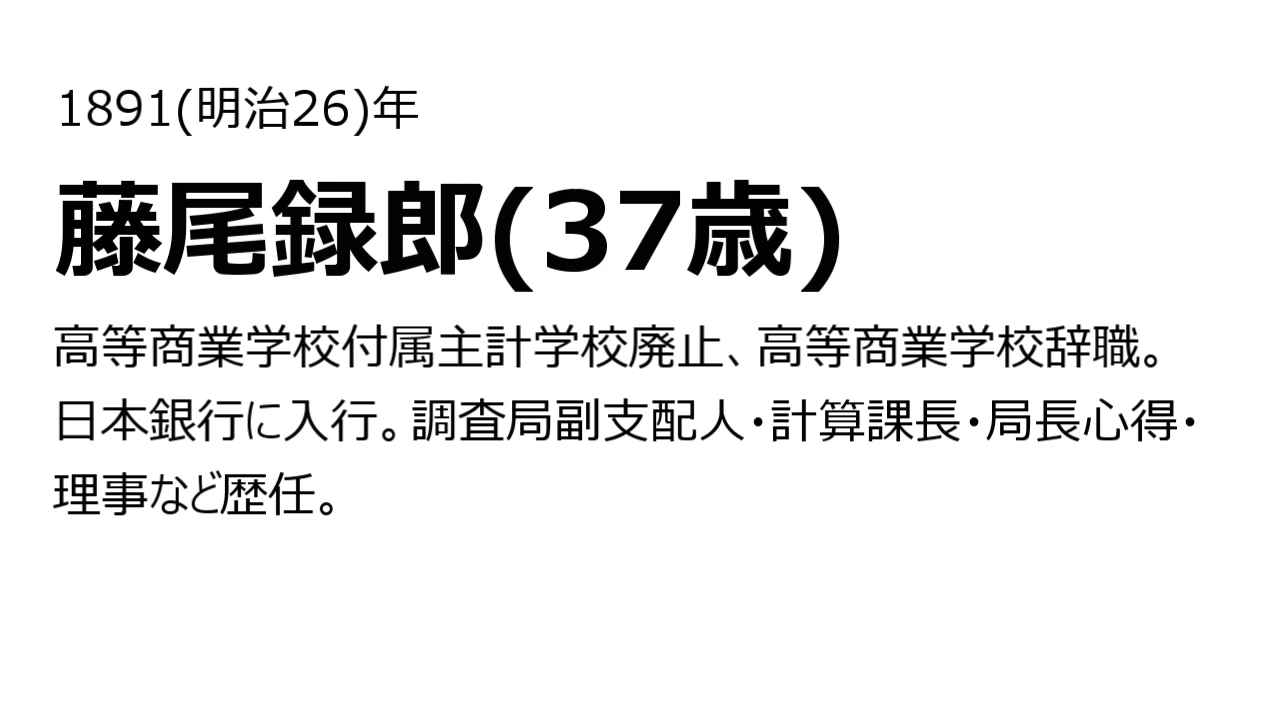 1891(明治26)年
藤尾録郎(37歳)
高等商業学校付属主計学校廃止、高等商業学校辞職。
日本銀行に入行。調査局副支配人・計算課長・局長心得・
理事など歴任。